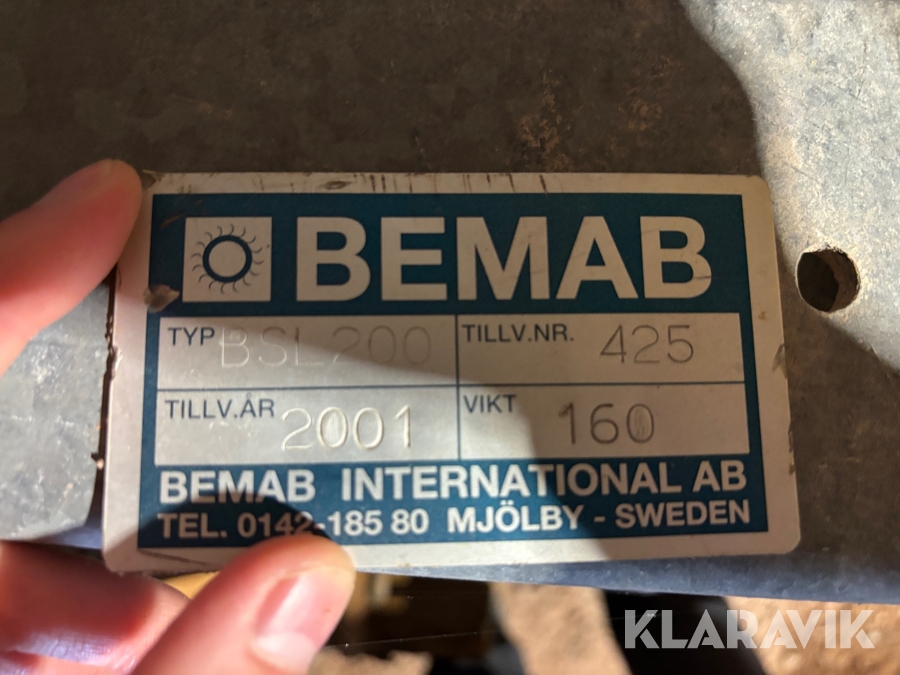 BEMAB
TYP BSL200 TILLV.NR. 425
TILLV.ÅR 2001 VIKT 160
BEMAB INTERNATIONAL AB
TEL. 0142-185 80 MJÖLBY - SWEDEN
KLARAVIK